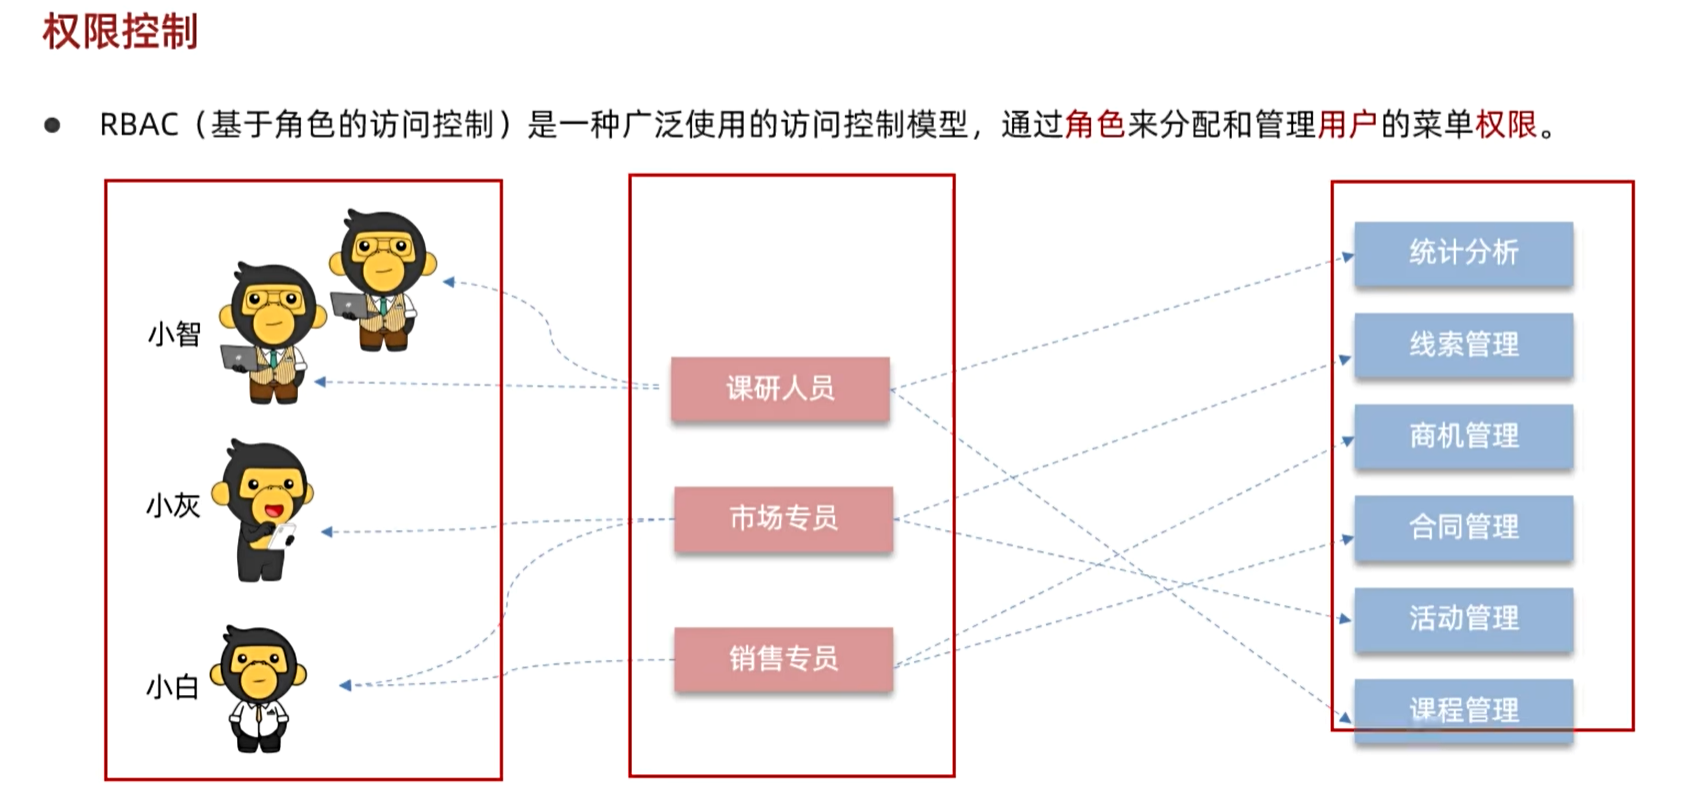 权限控制
● RBAC（基于角色的访问控制）是一种广泛使用的访问控制模型，通过角色来分配和管理用户的菜单权限。
小智
小灰
小白
课研人员
市场专员
销售专员
统计分析
线索管理
商机管理
合同管理
活动管理
课程管理